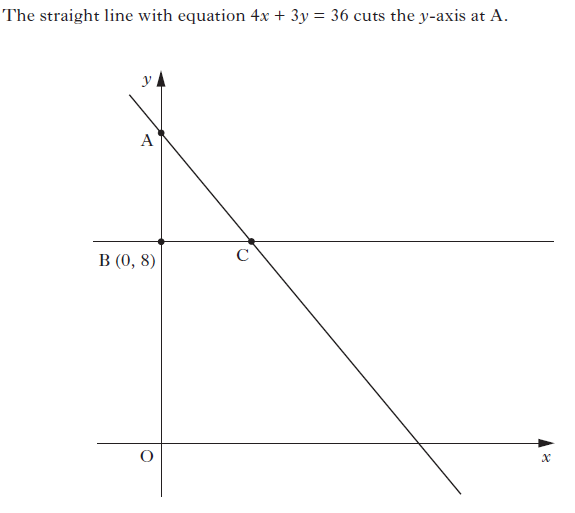 The straight line with equation 4x + 3y = 36 cuts the y-axis at A.
y
A
B (0, 8)
C
O
x